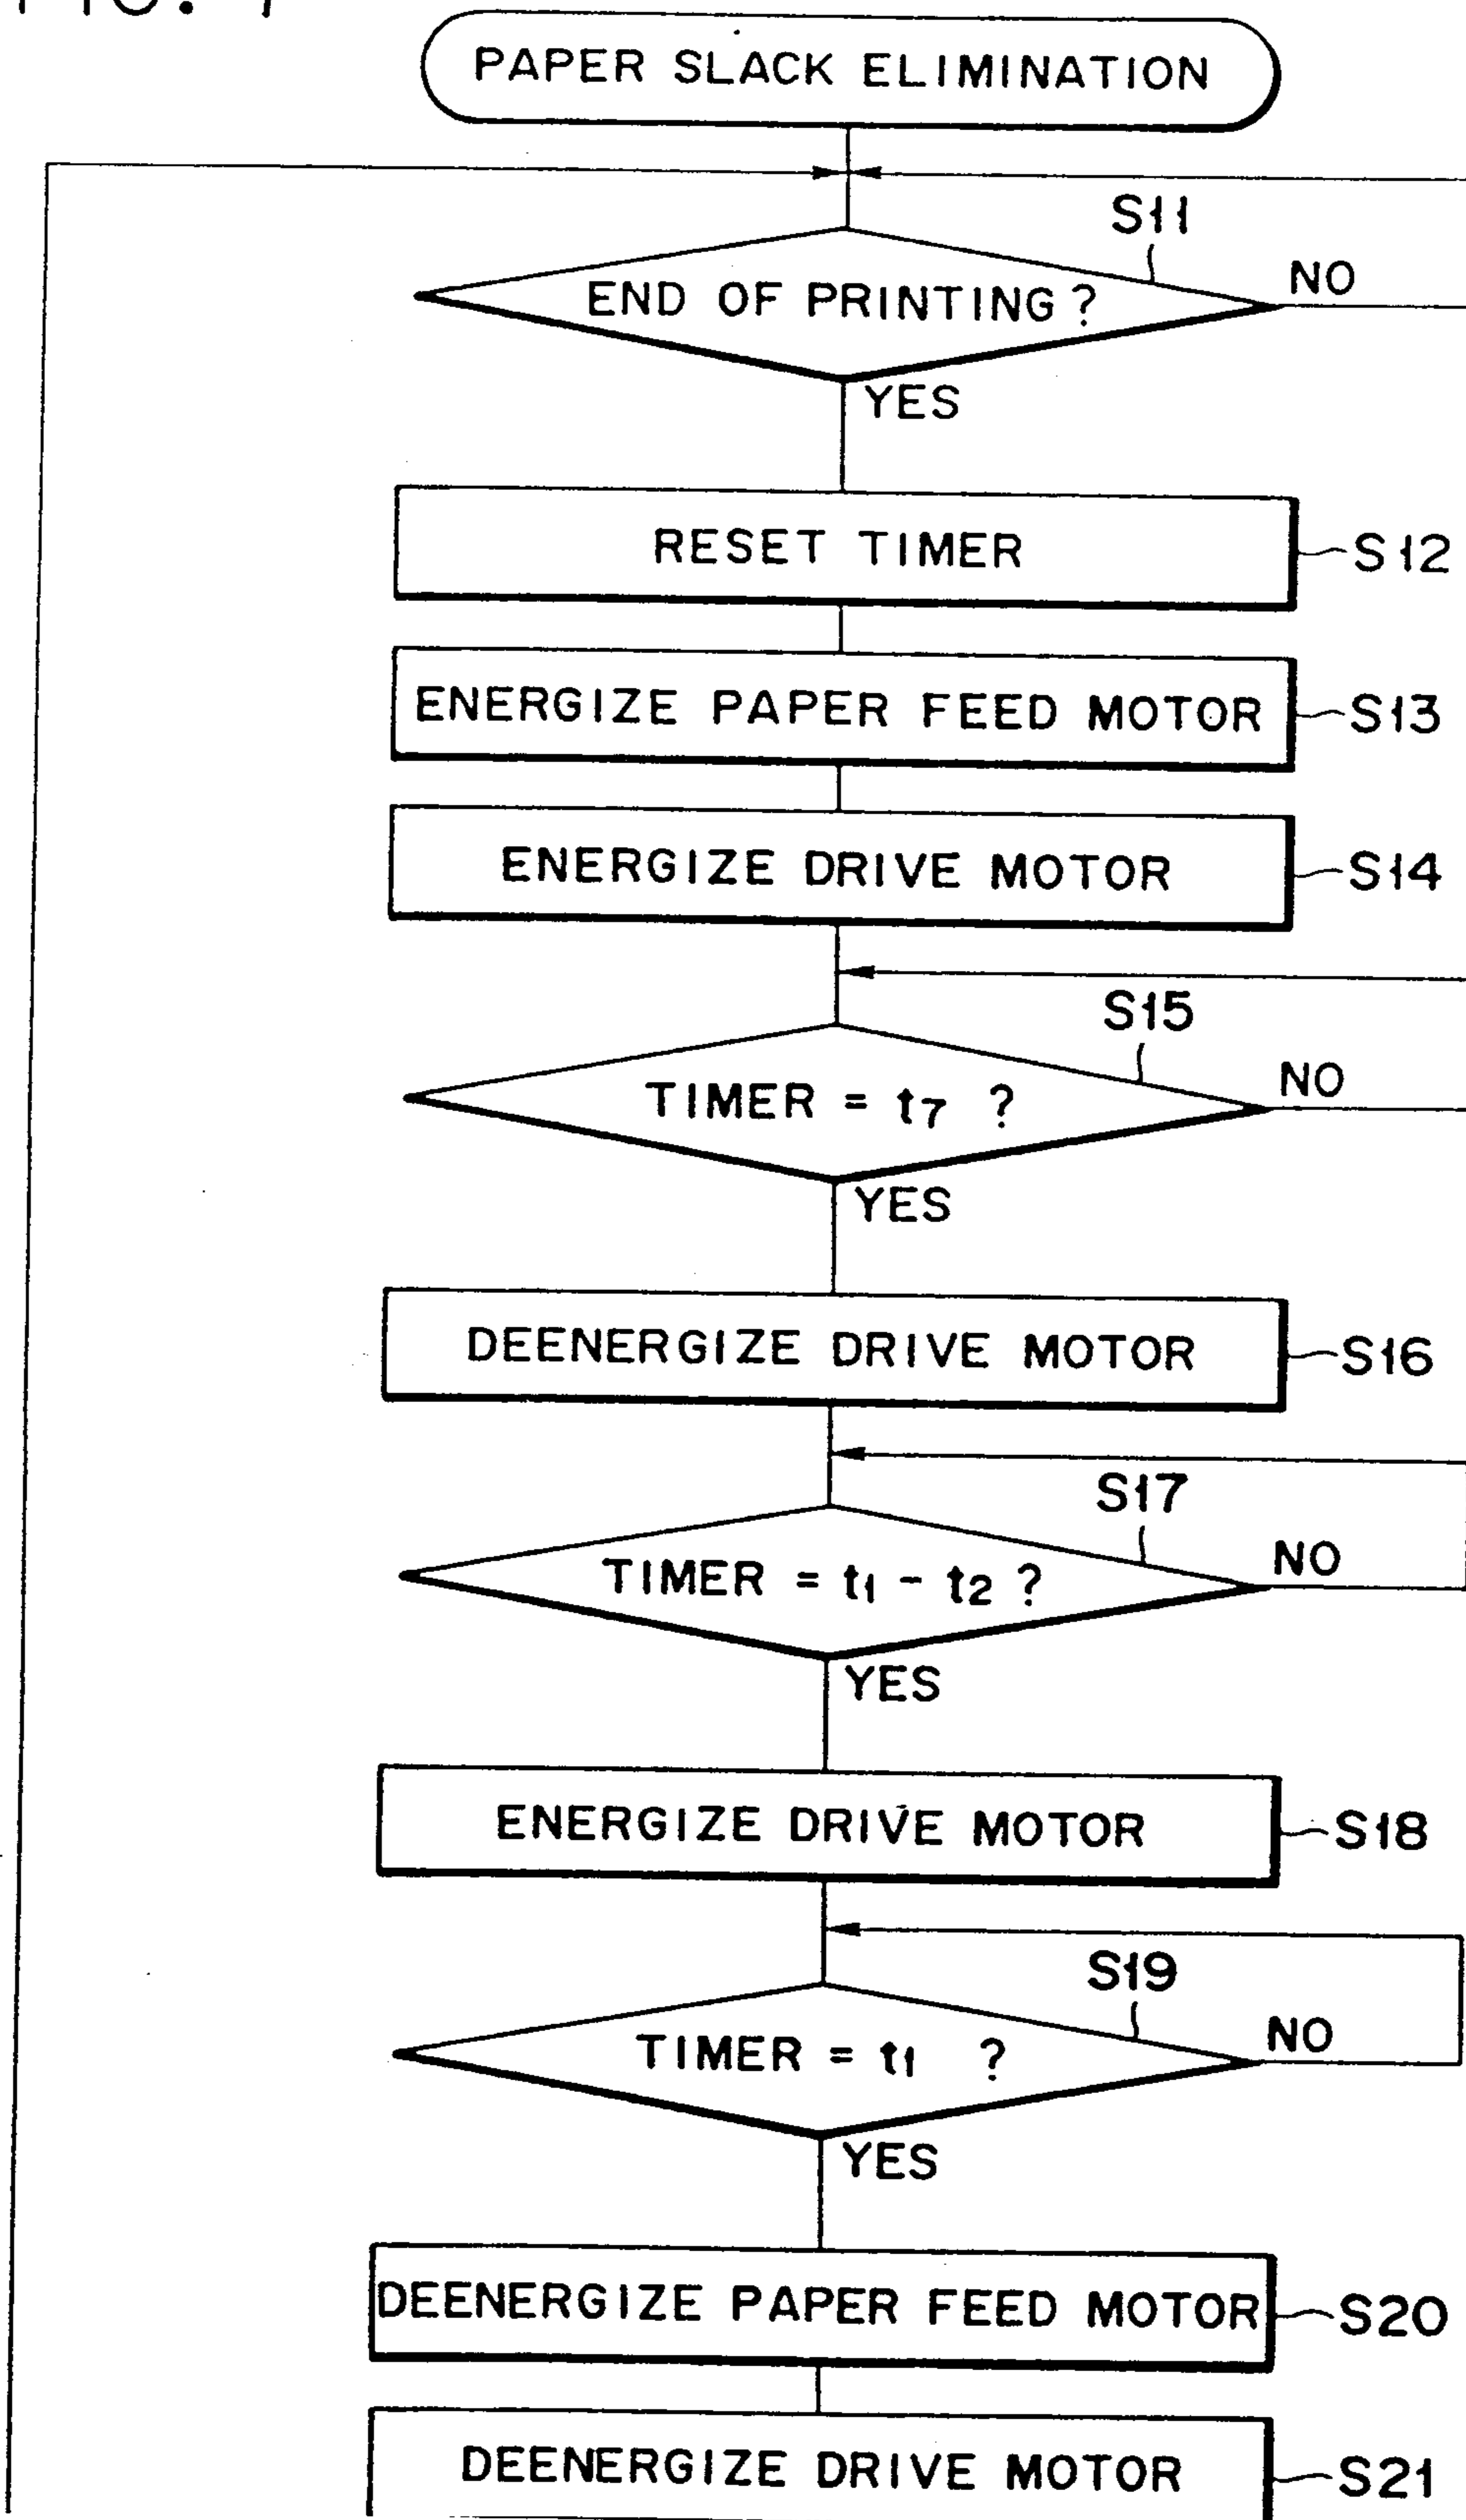 PAPER SLACK ELIMINATION
S11
END OF PRINTING ?
NO
YES
RESET TIMER
S12
ENERGIZE PAPER FEED MOTOR
S13
ENERGIZE DRIVE MOTOR
S14
S15
TIMER = t7 ?
NO
YES
DEENERGIZE DRIVE MOTOR
S16
S17
TIMER = t1 - t2 ?
NO
YES
ENERGIZE DRIVE MOTOR
S18
S19
TIMER = t1 ?
NO
YES
DEENERGIZE PAPER FEED MOTOR
S20
DEENERGIZE DRIVE MOTOR
S21